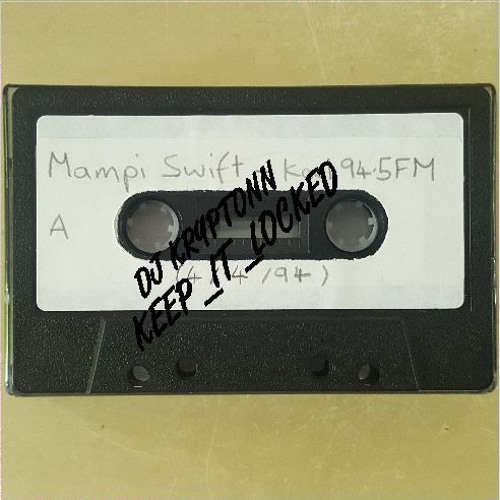 Mampi Swift 94.5FM
A
DJ KRYPTONN
KEEP_IT_LOCKED
(4/4/94)